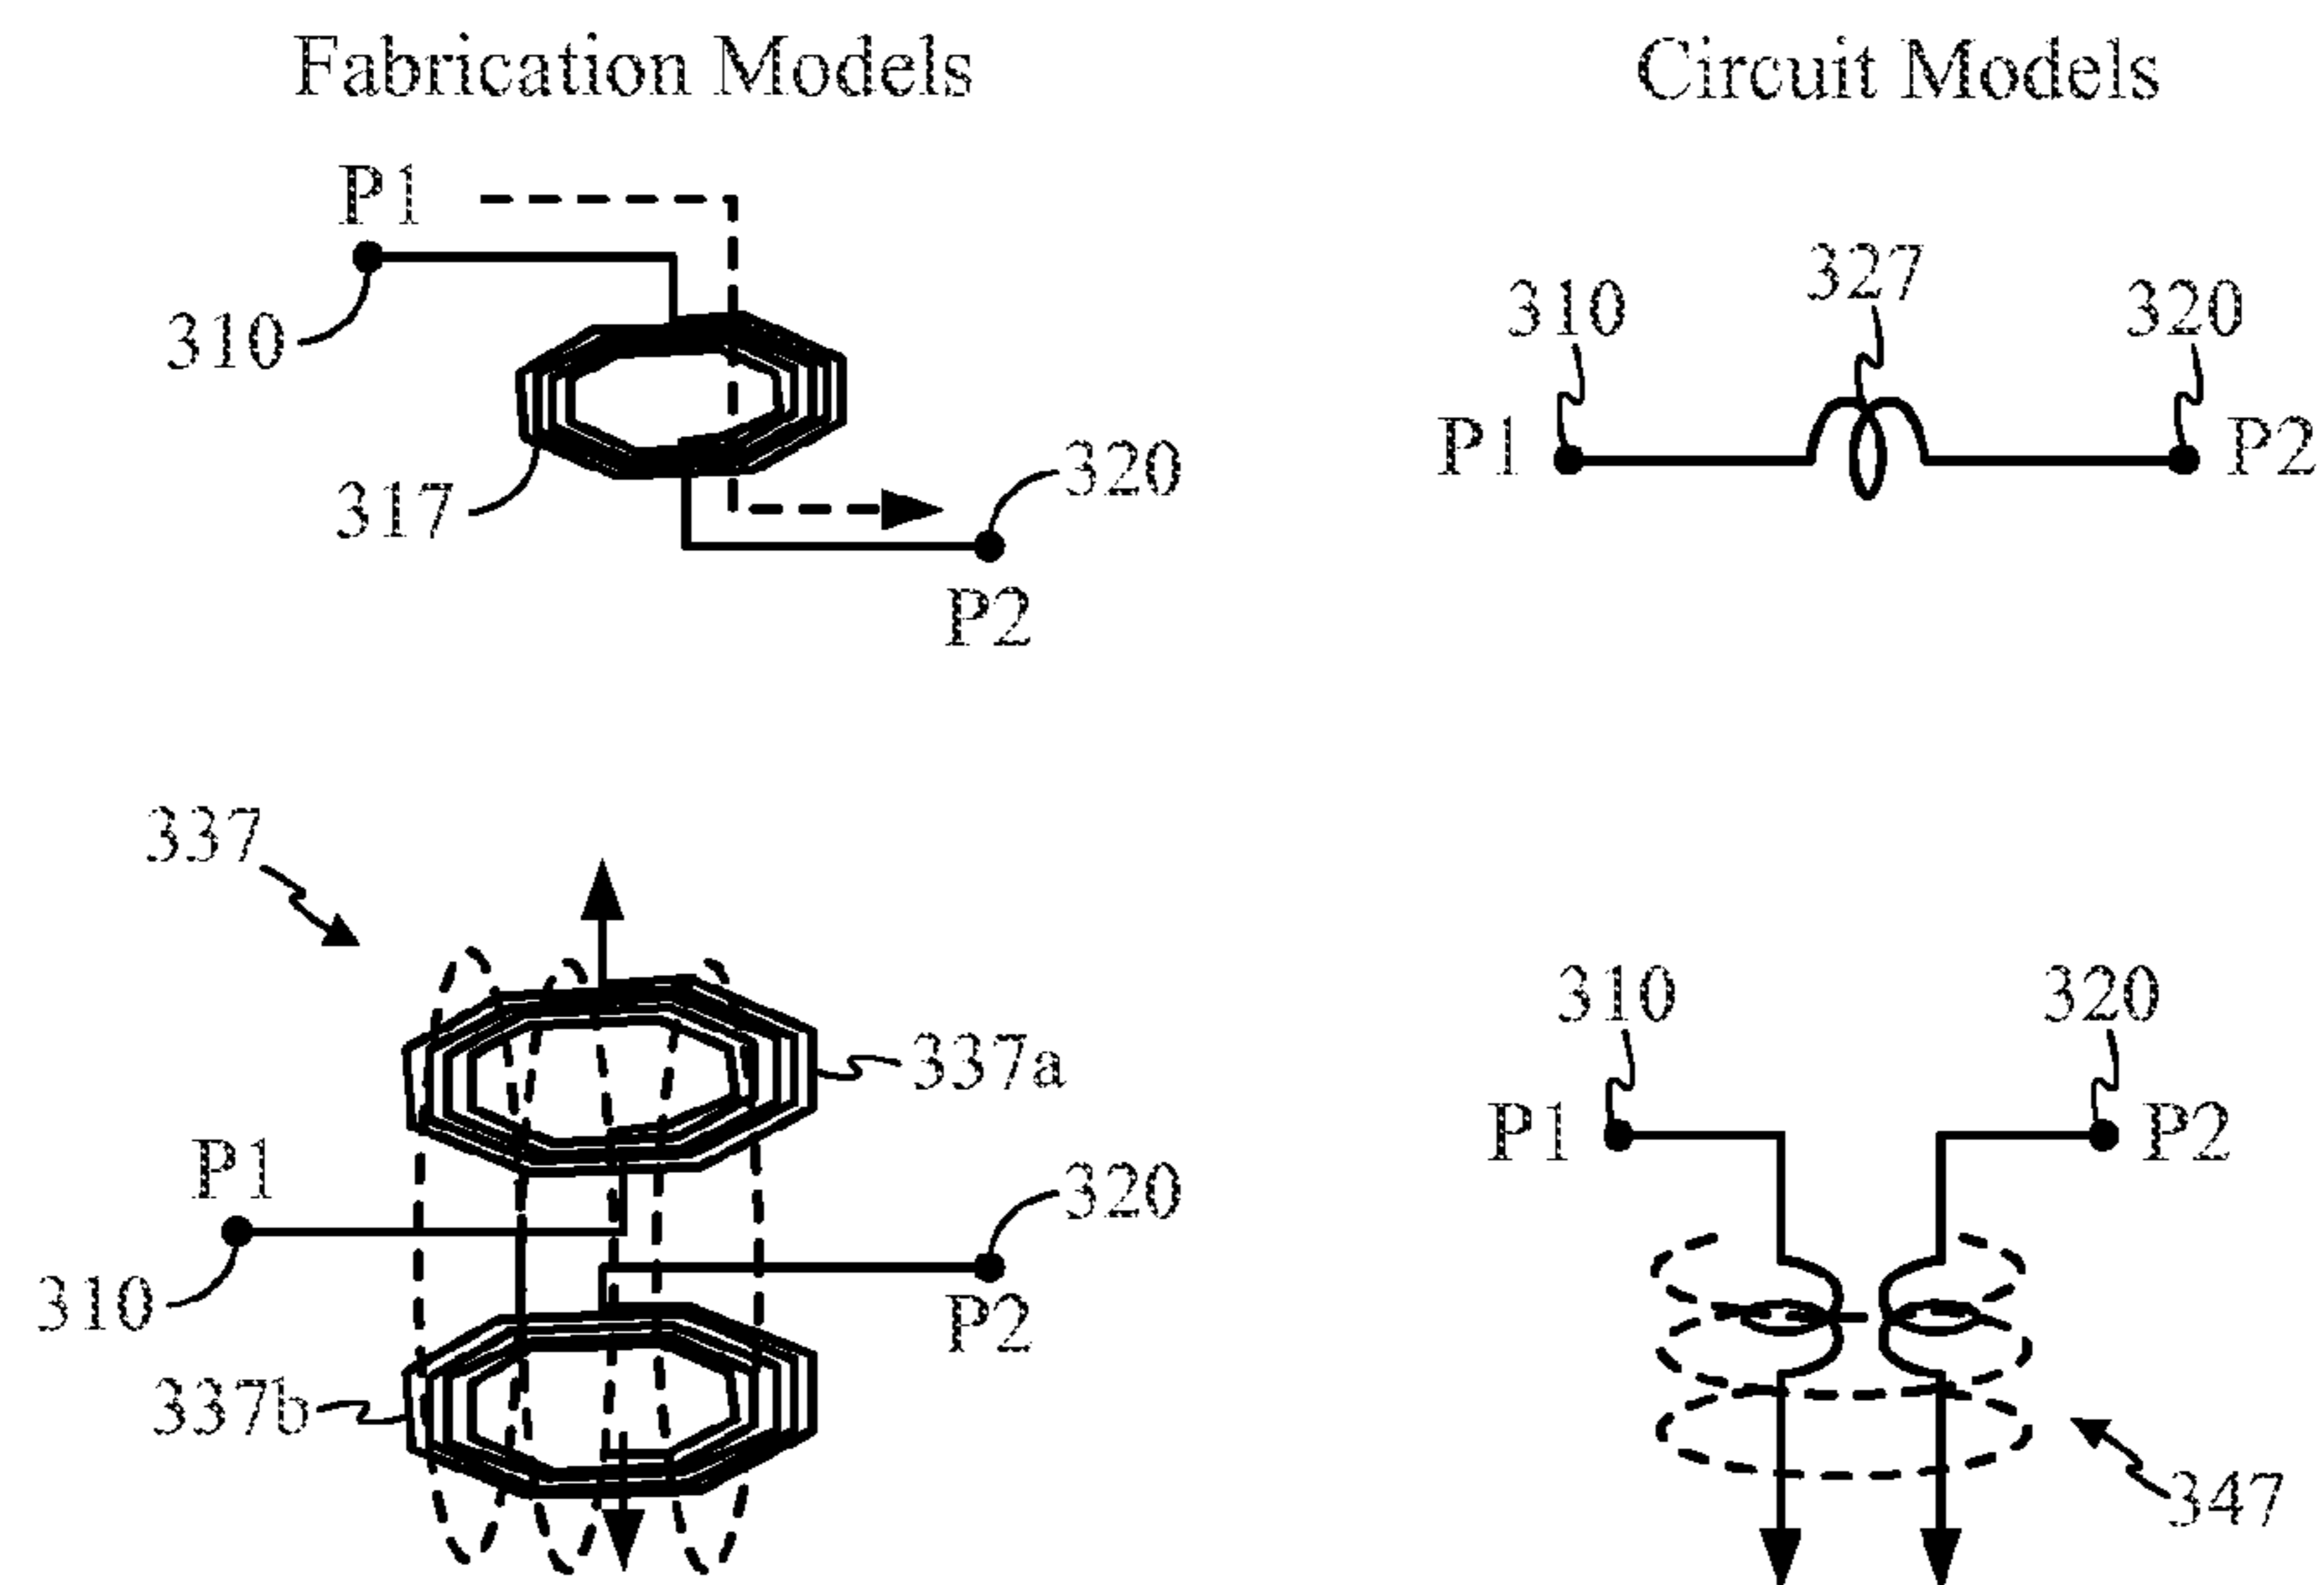 Fabrication Models
Circuit Models
P1
310
317
320
P2
310
327
320
P1
P2
337
337a
P1
310
320
P2
337b
310
320
P1
P2
347